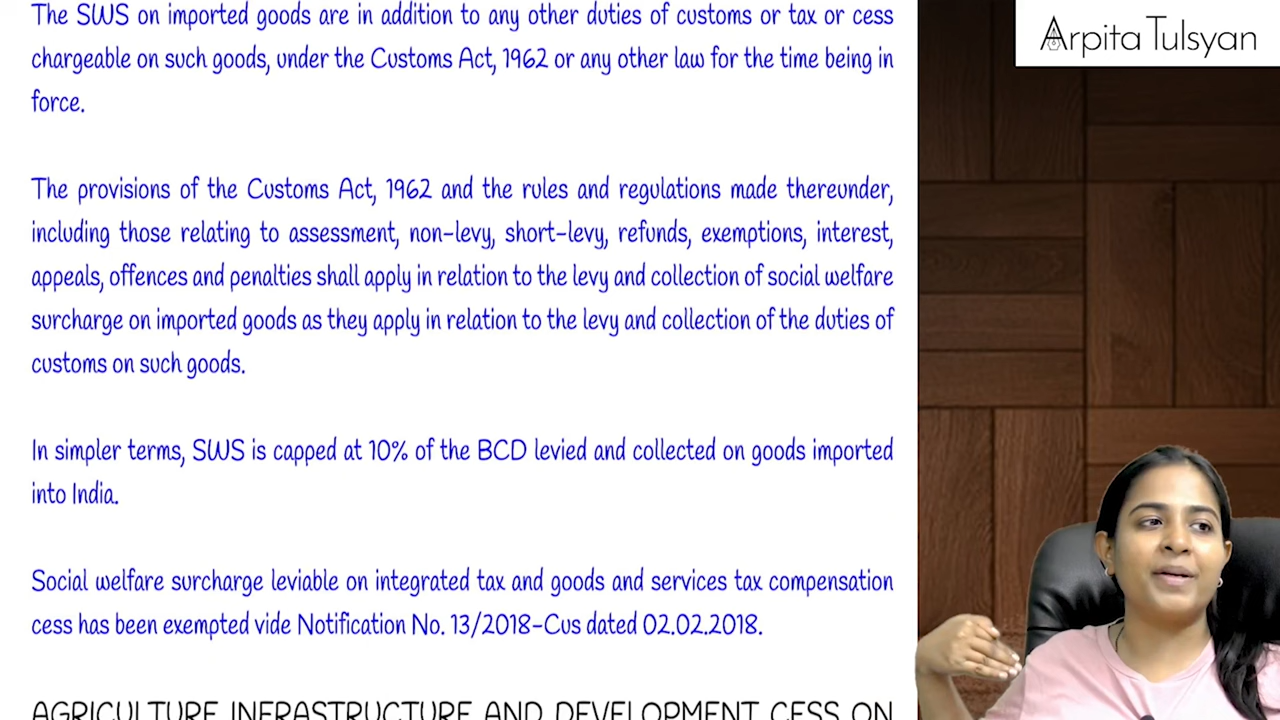 The SWS on imported goods are in addition to any other duties of customs or tax or cess
chargeable on such goods, under the Customs Act, 1962 or any other law for the time being in
force.
Arpita Tulsyan
The provisions of the Customs Act, 1962 and the rules and regulations made thereunder,
including those relating to assessment, non-levy, short-levy, refunds, exemptions, interest,
appeals, offences and penalties shall apply in relation to the levy and collection of social welfare
surcharge on imported goods as they apply in relation to the levy and collection of the duties of
customs on such goods.
In simpler terms, SWS is capped at 10% of the BCD levied and collected on goods imported
into India.
Social welfare surcharge leviable on integrated tax and goods and services tax compensation
cess has been exempted vide Notification No. 13/2018-Cus dated 02.02.2018.
AGRICULTURE INFRASTRUCTURE AND DEVELOPMENT CESS ON